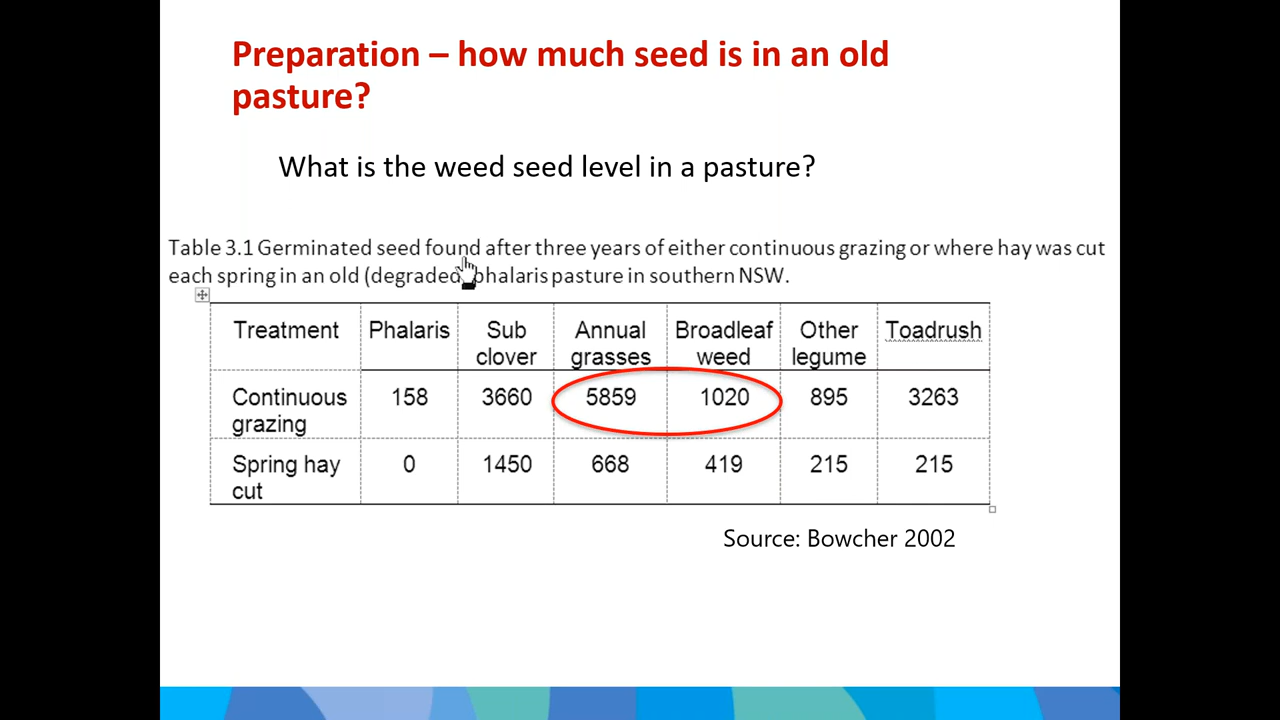 Preparation – how much seed is in an old
pasture?
What is the weed seed level in a pasture?
Table 3.1 Germinated seed found after three years of either continuous grazing or where hay was cut
each spring in an old (degraded) phalaris pasture in southern NSW.
Treatment Phalaris Sub clover Annual grasses Broadleaf weed Other legume Toadrush
Continuous grazing 158 3660 5859 1020 895 3263
Spring hay cut 0 1450 668 419 215 215
Source: Bowcher 2002